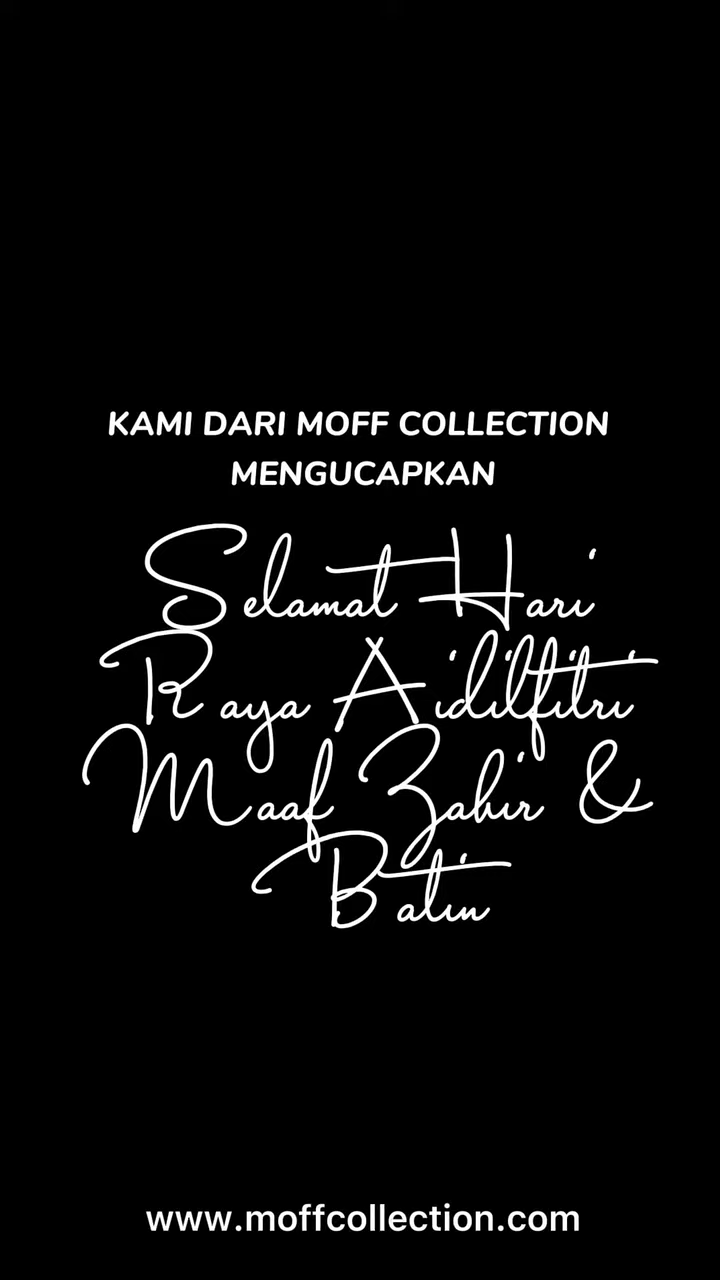 KAMI DARI MOFF COLLECTION
MENGUCAPKAN
Selamat Hari
Raya Aidilfitri
Maaf Zahir &
Batin
www.moffcollection.com